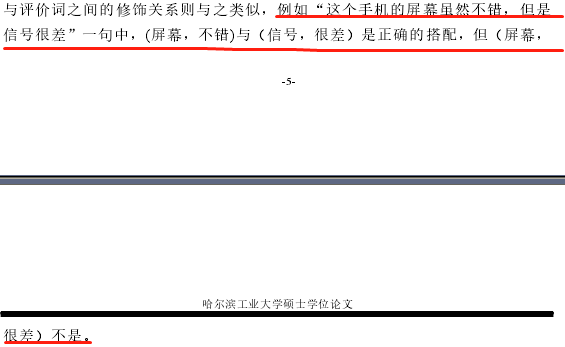 与评价词之间的修饰关系则与之类似，例如“这个手机的屏幕虽然不错，但是
信号很差”一句中，(屏幕，不错)与（信号，很差）是正确的搭配，但（屏幕，
-5-
哈尔滨工业大学硕士学位论文
很差）不是。